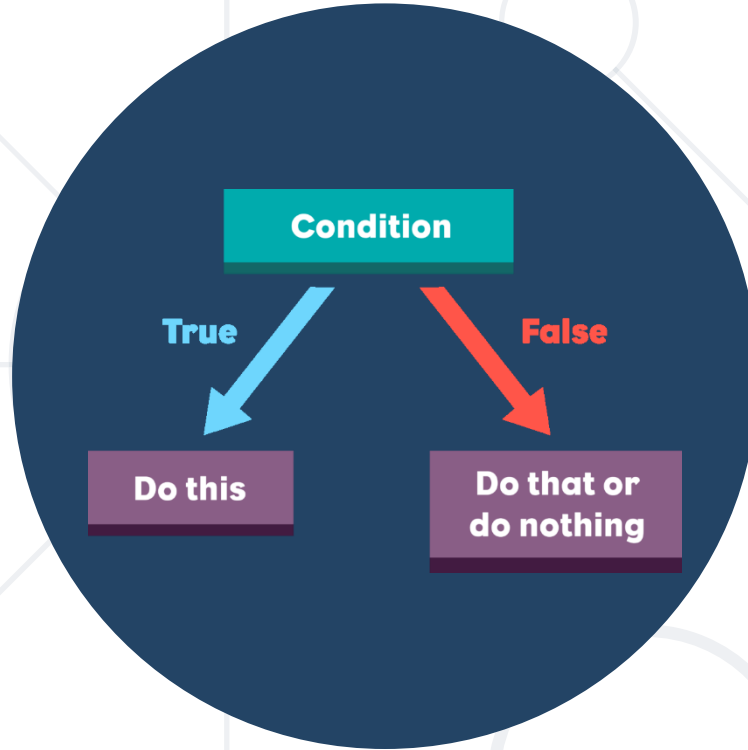 Condition
True
False
Do this
Do that or
do nothing